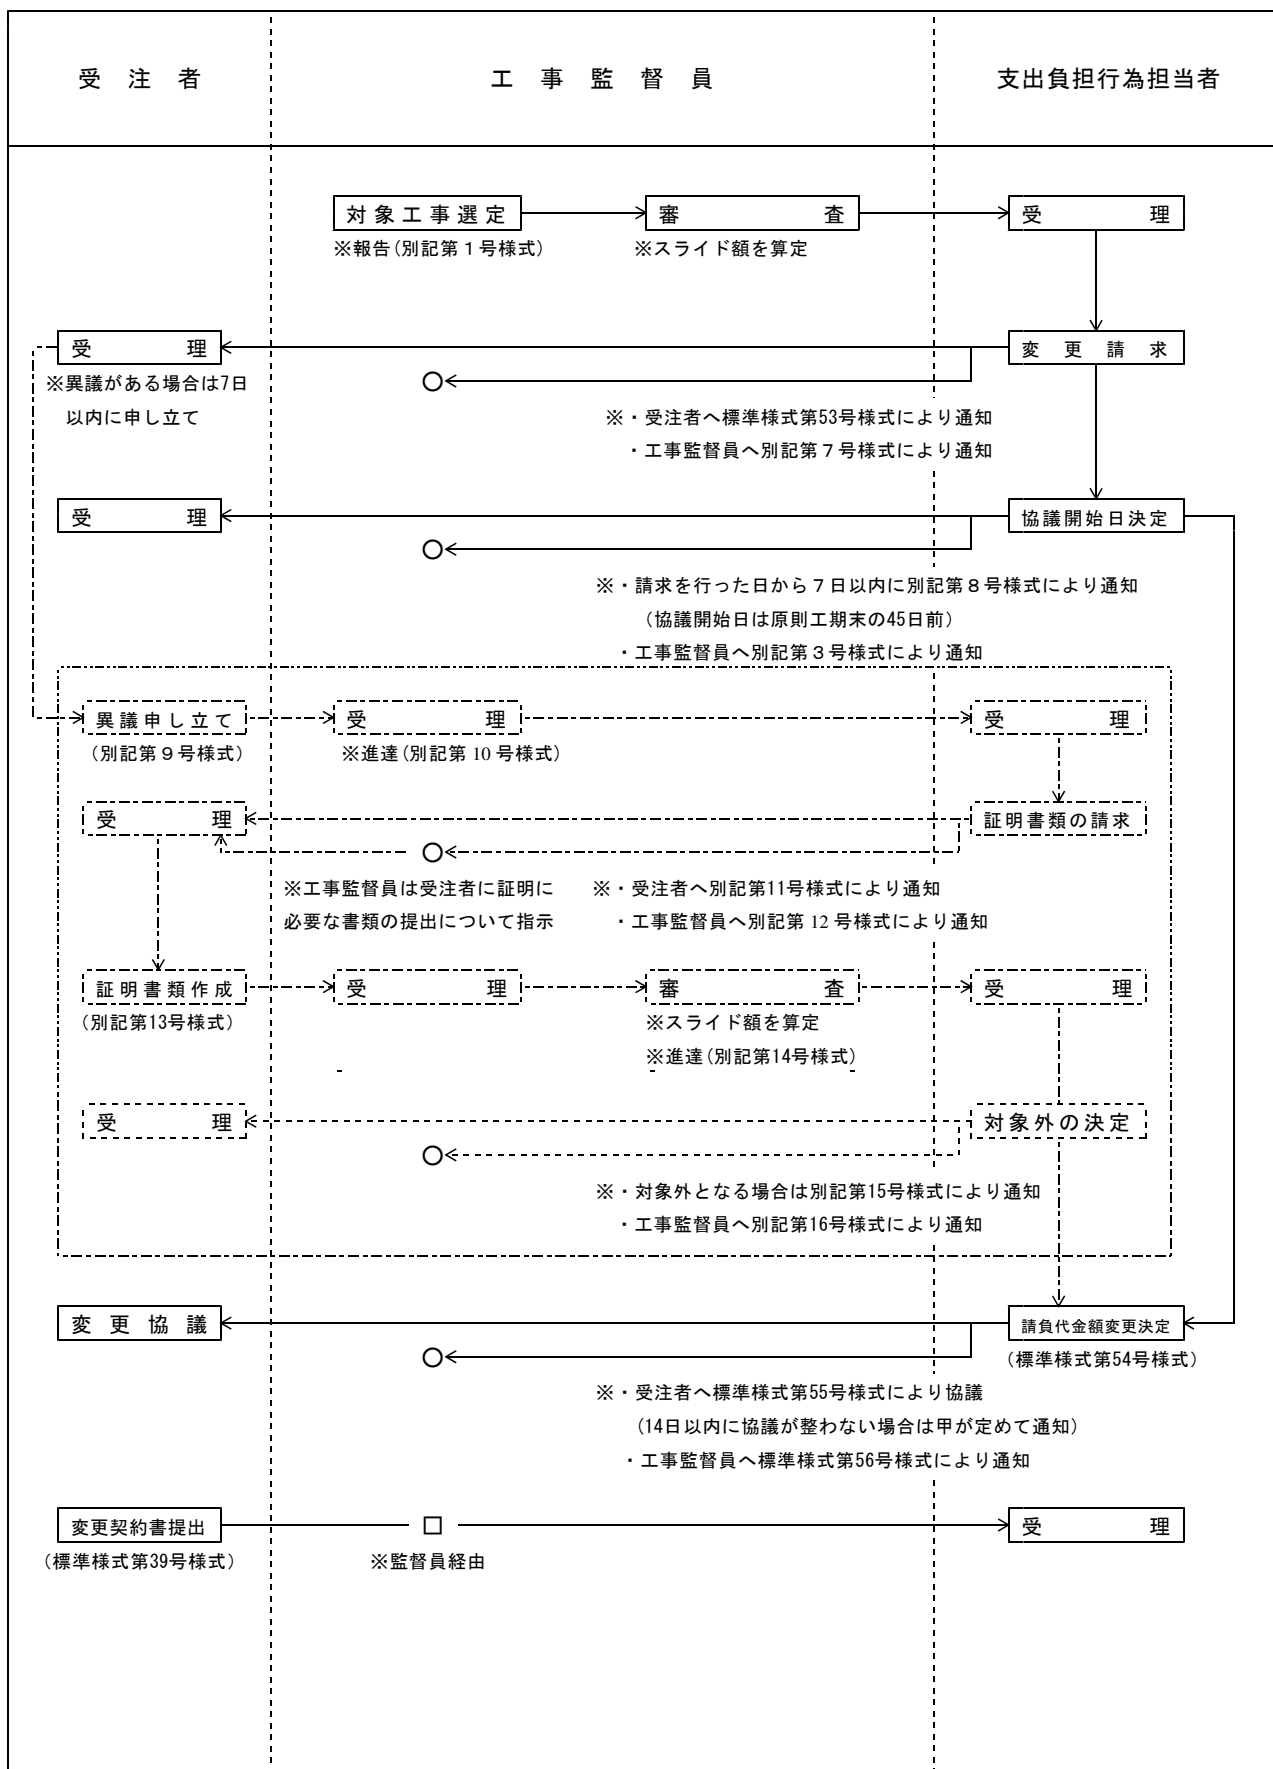 受 注 者
工 事 監 督 員
支出負担行為担当者
対象工事選定
審 査
受 理
※報告(別記第１号様式)
※スライド額を算定
受 理
変 更 請 求
※異議がある場合は7日
以内に申し立て
※・受注者へ標準様式第53号様式により通知
・工事監督員へ別記第７号様式により通知
受 理
協議開始日決定
※・請求を行った日から７日以内に別記第８号様式により通知
（協議開始日は原則工期末の45日前）
・工事監督員へ別記第３号様式により通知
異議申し立て
受 理
受 理
（別記第９号様式）
※進達(別記第 10 号様式)
受 理
証明書類の請求
※工事監督員は受注者に証明に
必要な書類の提出について指示
※・受注者へ別記第11号様式により通知
・工事監督員へ別記第 12 号様式により通知
証明書類作成
受 理
審 査
受 理
（別記第13号様式）
※スライド額を算定
※進達(別記第14号様式)
受 理
対象外の決定
※・対象外となる場合は別記第15号様式により通知
・工事監督員へ別記第16号様式により通知
変 更 協 議
請負代金額変更決定
（標準様式第54号様式）
※・受注者へ標準様式第55号様式により協議
（14日以内に協議が整わない場合は甲が定めて通知）
・工事監督員へ標準様式第56号様式により通知
変更契約書提出
受 理
（標準様式第39号様式）
※監督員経由